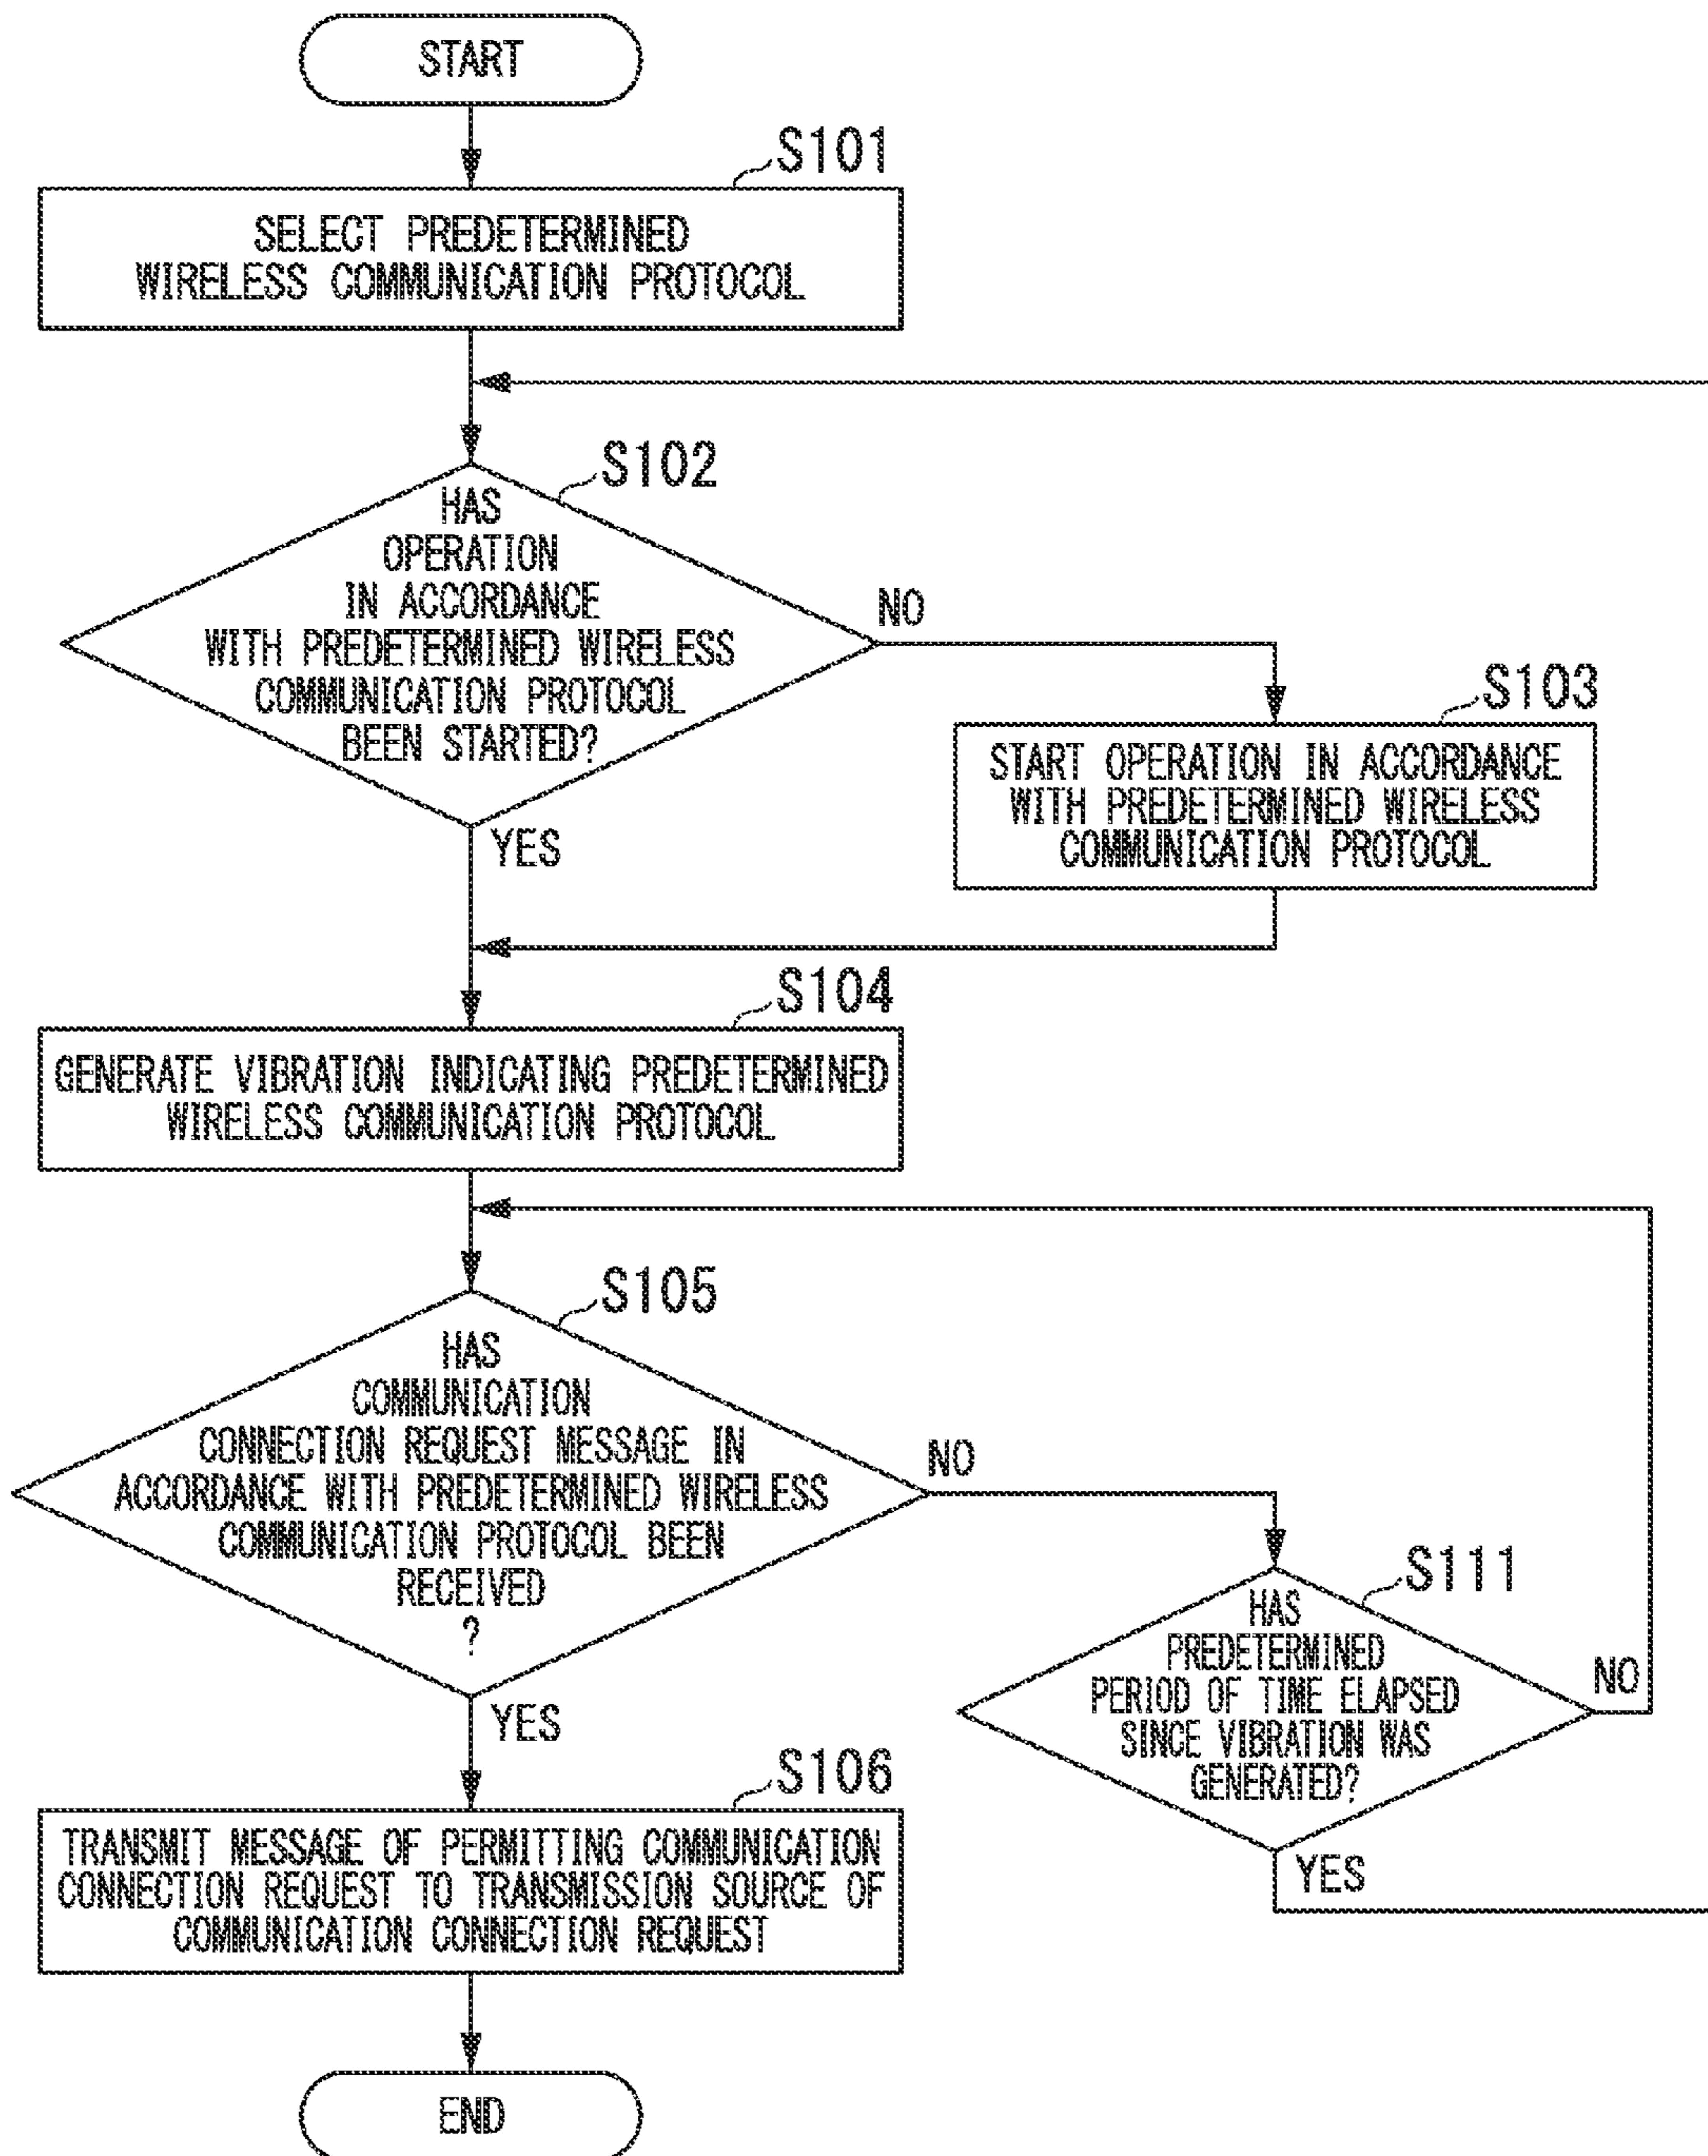 START
S101
SELECT PREDETERMINED
WIRELESS COMMUNICATION PROTOCOL
S102
HAS
OPERATION
IN ACCORDANCE
WITH PREDETERMINED WIRELESS
COMMUNICATION PROTOCOL
BEEN STARTED?
NO
YES
S103
START OPERATION IN ACCORDANCE
WITH PREDETERMINED WIRELESS
COMMUNICATION PROTOCOL
S104
GENERATE VIBRATION INDICATING PREDETERMINED
WIRELESS COMMUNICATION PROTOCOL
S105
HAS
COMMUNICATION
CONNECTION REQUEST MESSAGE IN
ACCORDANCE WITH PREDETERMINED WIRELESS
COMMUNICATION PROTOCOL BEEN
RECEIVED
?
NO
YES
S111
HAS
PREDETERMINED
PERIOD OF TIME ELAPSED
SINCE VIBRATION WAS
GENERATED?
NO
YES
S106
TRANSMIT MESSAGE OF PERMITTING COMMUNICATION
CONNECTION REQUEST TO TRANSMISSION SOURCE OF
COMMUNICATION CONNECTION REQUEST
END